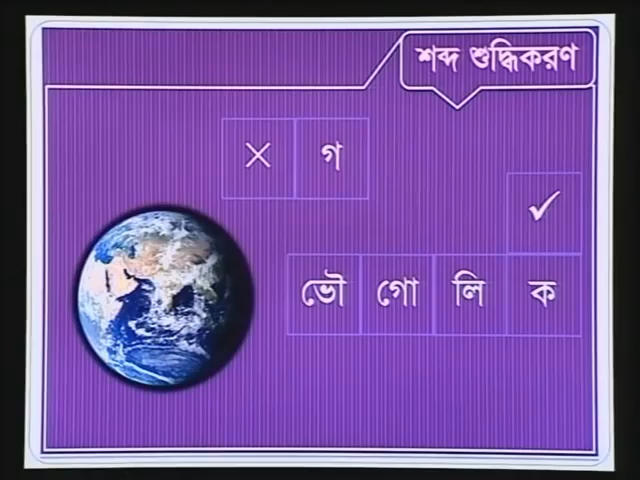 শব্দ শুদ্ধিকরণ
× গ
✓
ভৌ গো লি ক